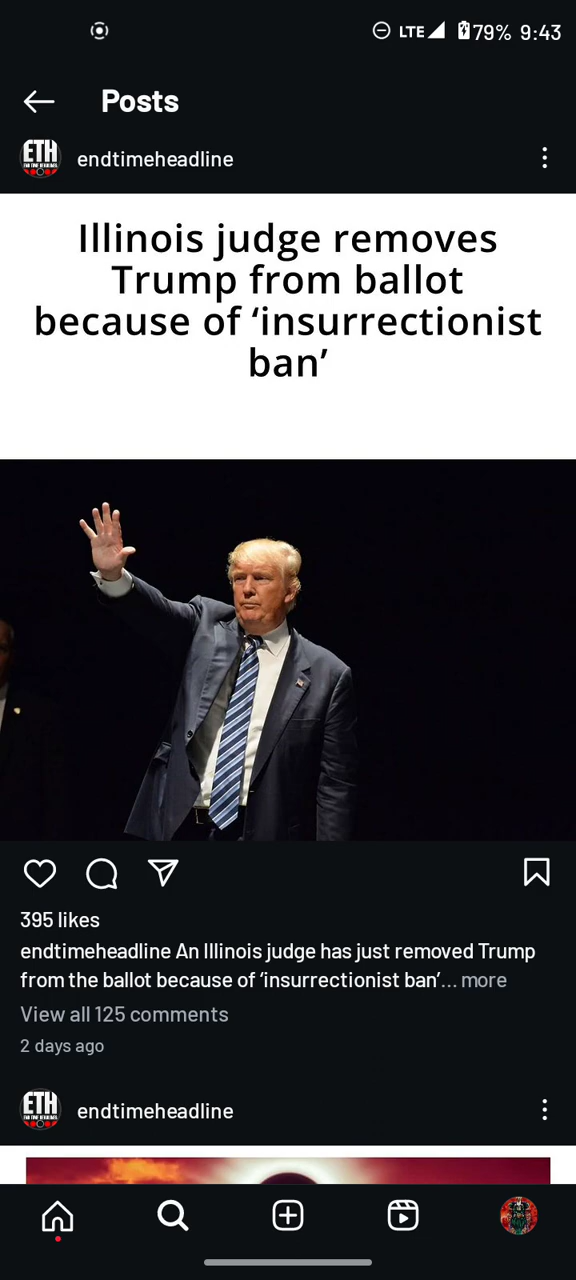 LTE 79% 9:43
Posts
ETH
endtimeheadline
Illinois judge removes
Trump from ballot
because of ‘insurrectionist
ban’
395 likes
endtimeheadline An Illinois judge has just removed Trump
from the ballot because of ‘insurrectionist ban’... more
View all 125 comments
2 days ago
ETH
endtimeheadline